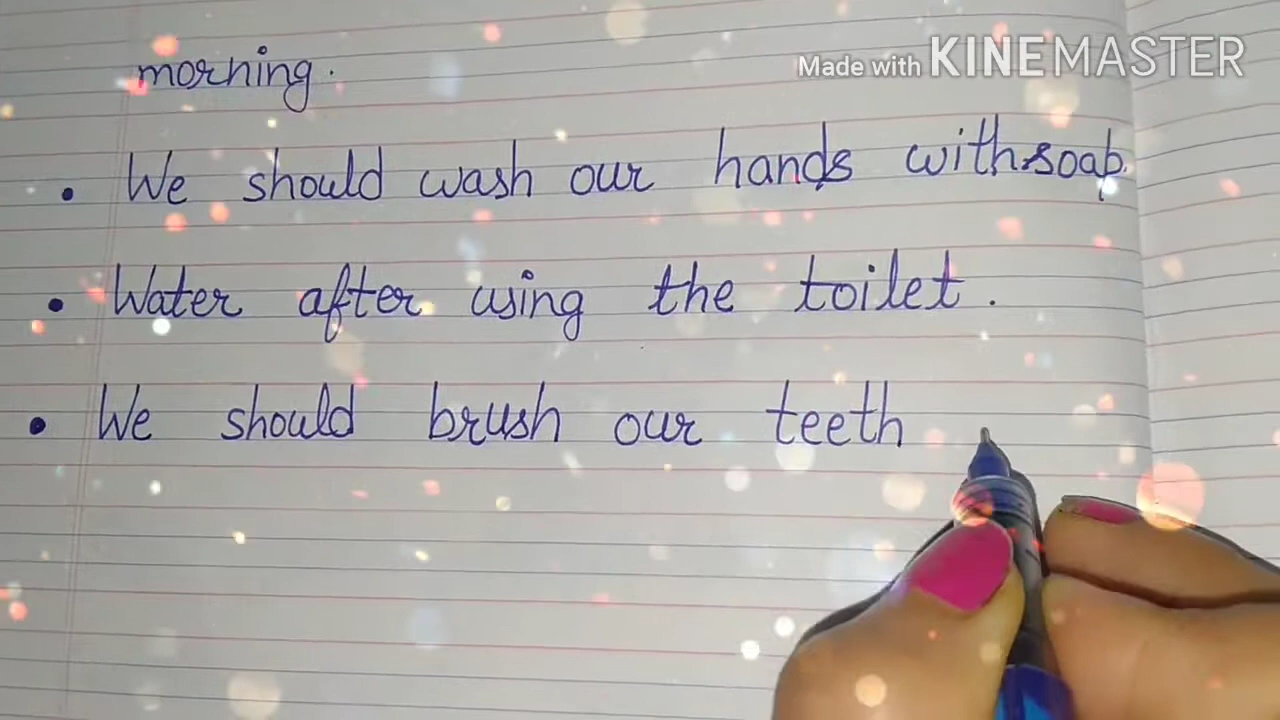 Made with KINEMASTER
morning.
• We should wash our hands with soap.
• Water after using the toilet.
• We should brush our teeth